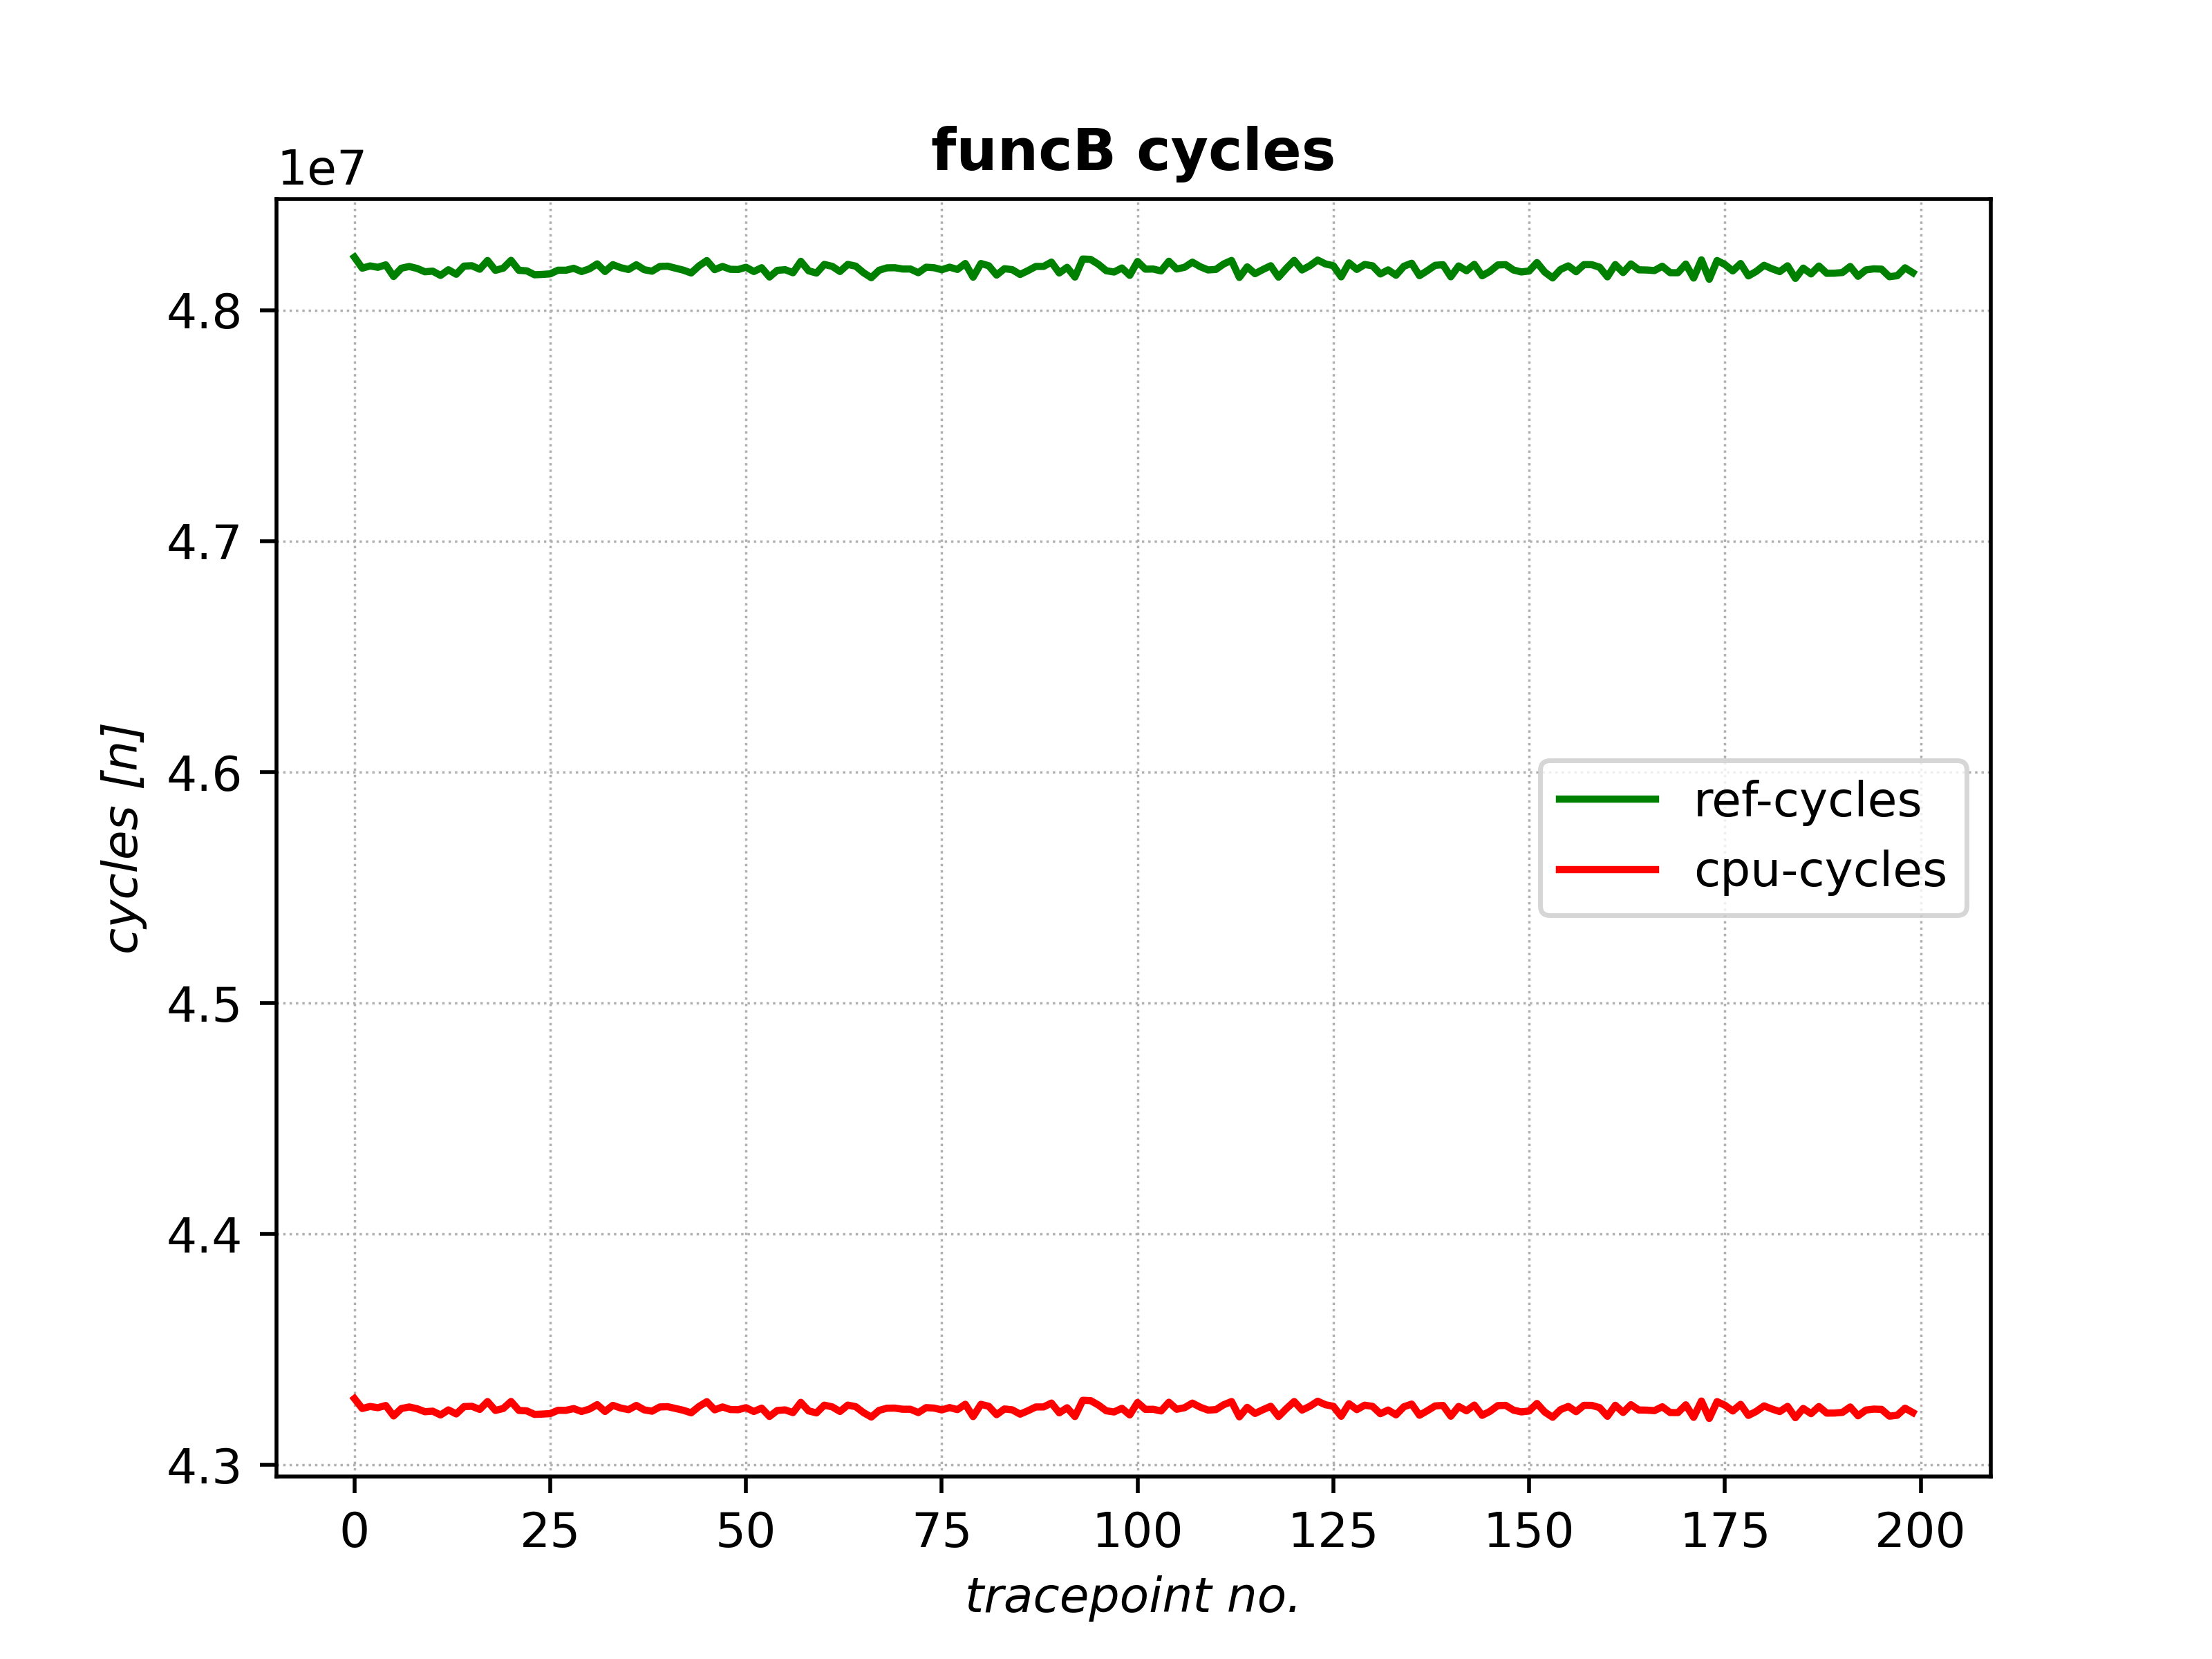 funcB cycles
1e7
4.8
4.7
4.6
4.5
4.4
4.3
cycles [n]
ref-cycles
cpu-cycles
0 25 50 75 100 125 150 175 200
tracepoint no.